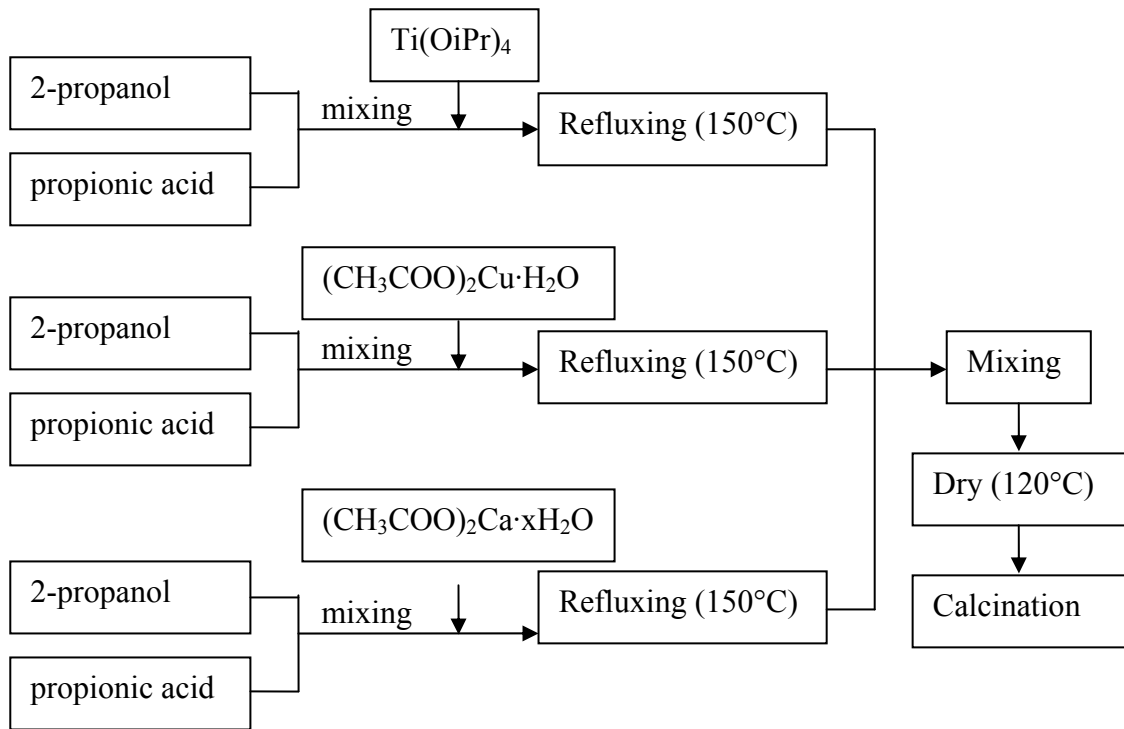 Ti(OiPr)₄
2-propanol
mixing
Refluxing (150°C)
propionic acid
(CH₃COO)₂Cu·H₂O
2-propanol
mixing
Refluxing (150°C)
Mixing
propionic acid
Dry (120°C)
(CH₃COO)₂Ca·xH₂O
2-propanol
mixing
Refluxing (150°C)
Calcination
propionic acid